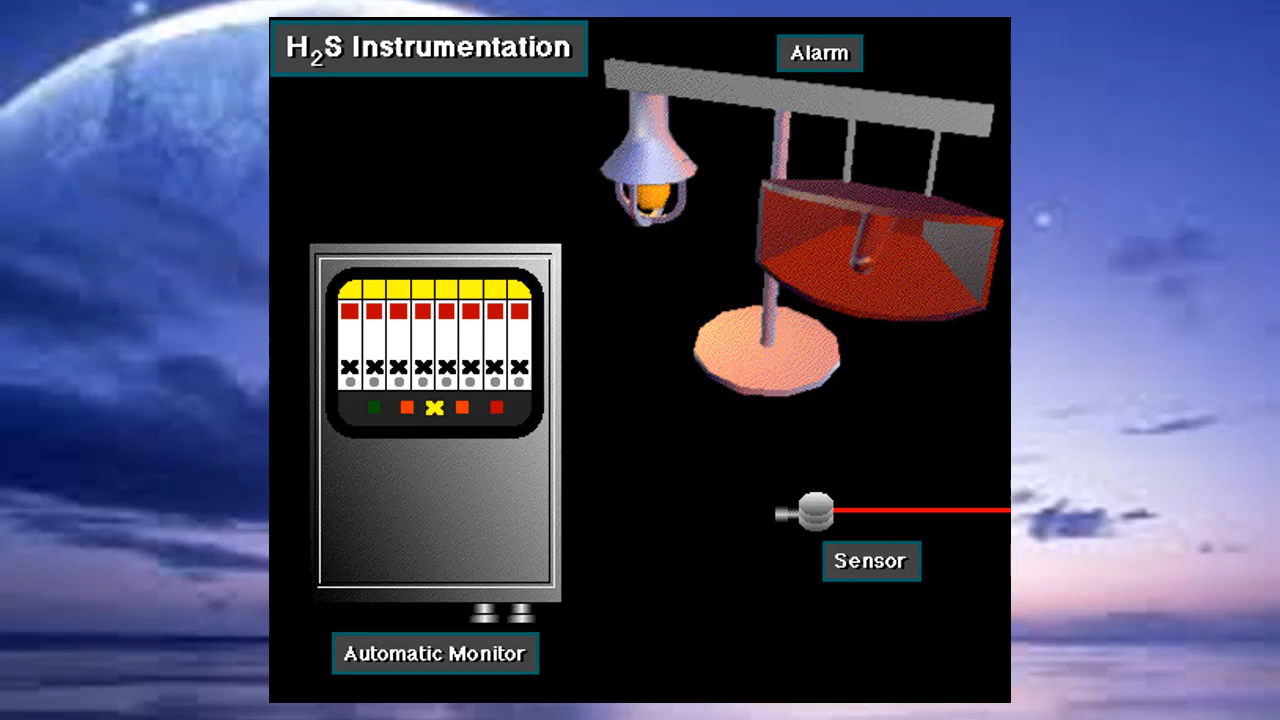 H₂S Instrumentation
Alarm
Sensor
Automatic Monitor